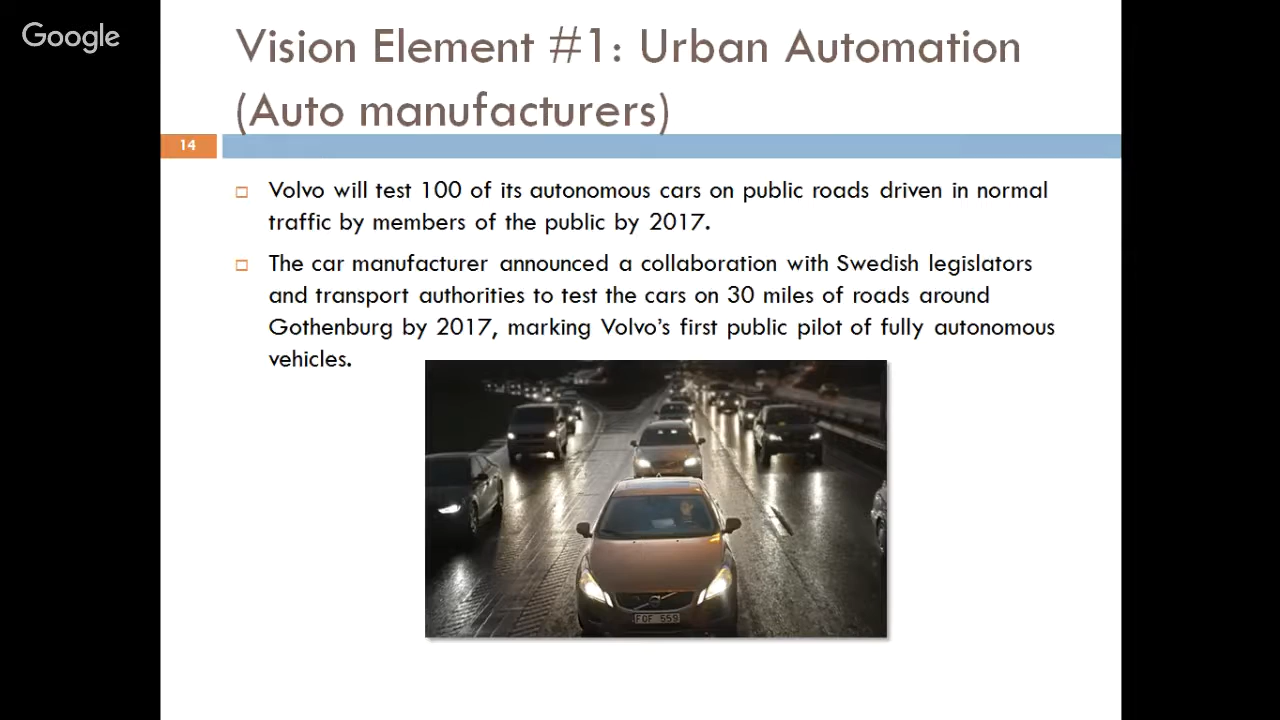 Google
Vision Element #1: Urban Automation
(Auto manufacturers)
14
Volvo will test 100 of its autonomous cars on public roads driven in normal
traffic by members of the public by 2017.
The car manufacturer announced a collaboration with Swedish legislators
and transport authorities to test the cars on 30 miles of roads around
Gothenburg by 2017, marking Volvo's first public pilot of fully autonomous
vehicles.